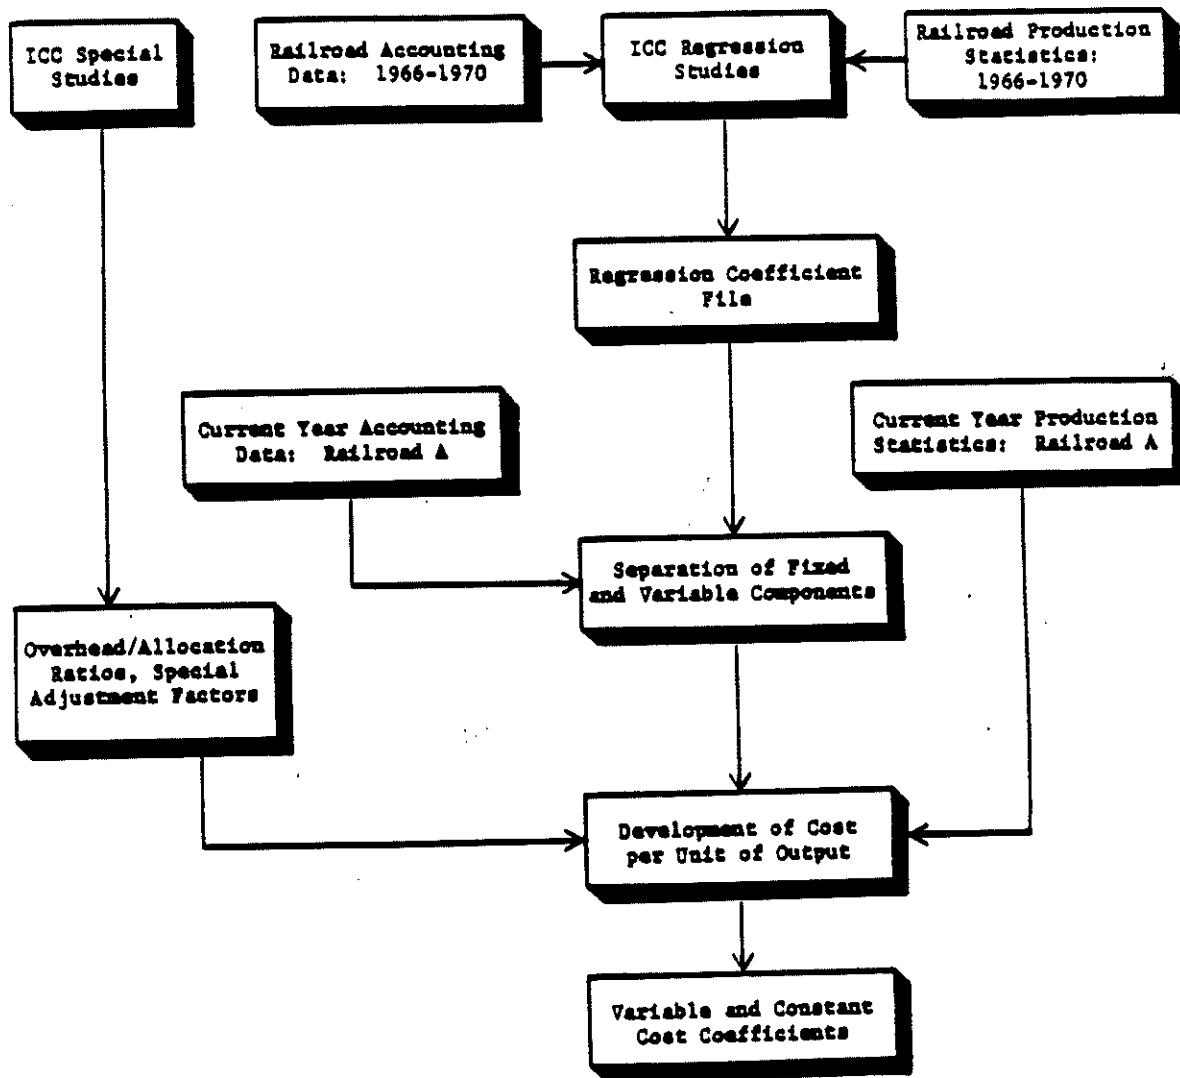 ICC Special
Studies
Railroad Accounting
Data: 1966-1970
ICC Regression
Studies
Railroad Production
Statistics:
1966-1970
Regression Coefficient
File
Current Year Accounting
Data: Railroad A
Current Year Production
Statistics: Railroad A
Separation of Fixed
and Variable Components
Overhead/Allocation
Ratios, Special
Adjustment Factors
Development of Cost
per Unit of Output
Variable and Constant
Cost Coefficients